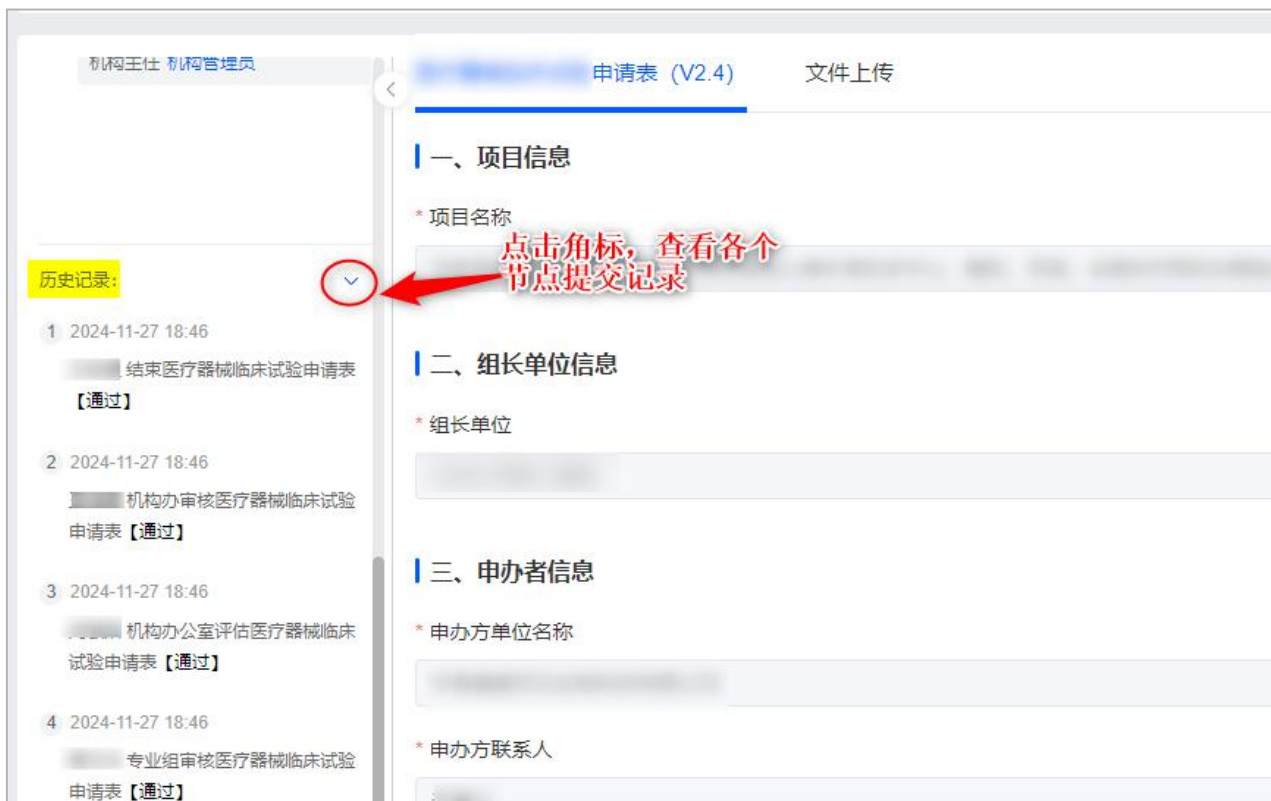 机构主任 机构管理员
申请表 (V2.4)
文件上传
一、项目信息
* 项目名称
点击角标，查看各个
节点提交记录
历史记录:
1 2024-11-27 18:46
结束医疗器械临床试验申请表
【通过】
2 2024-11-27 18:46
机构办审核医疗器械临床试验
申请表【通过】
3 2024-11-27 18:46
机构办公室评估医疗器械临床
试验申请表【通过】
4 2024-11-27 18:46
专业组审核医疗器械临床试验
申请表【通过】
二、组长单位信息
* 组长单位
三、申办者信息
* 申办方单位名称
* 申办方联系人